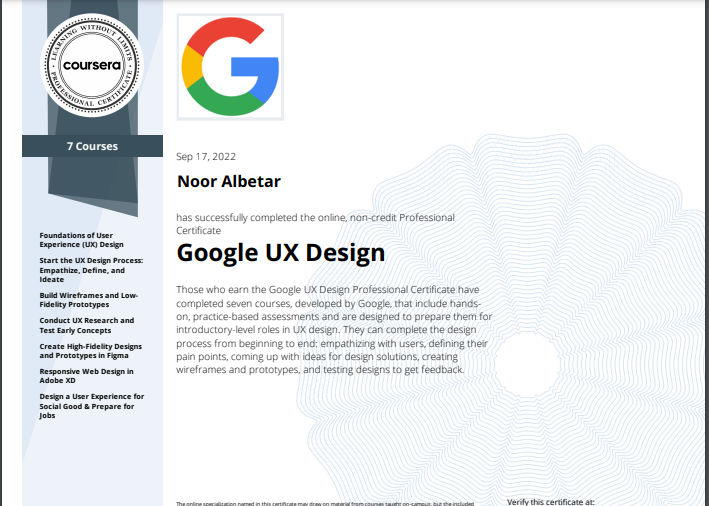 LEARNING WITHOUT LIMITS
coursera
PROFESSIONAL CERTIFICATE
7 Courses
Foundations of User
Experience (UX) Design
Start the UX Design Process:
Empathize, Define, and
Ideate
Build Wireframes and Low-
Fidelity Prototypes
Conduct UX Research and
Test Early Concepts
Create High-Fidelity Designs
and Prototypes in Figma
Responsive Web Design in
Adobe XD
Design a User Experience for
Social Good & Prepare for
Jobs
G
Sep 17, 2022
Noor Albetar
has successfully completed the online, non-credit Professional
Certificate
Google UX Design
Those who earn the Google UX Design Professional Certificate have
completed seven courses, developed by Google, that include hands-
on, practice-based assessments and are designed to prepare them for
introductory-level roles in UX design. They can complete the design
process from beginning to end: empathizing with users, defining their
pain points, coming up with ideas for design solutions, creating
wireframes and prototypes, and testing designs to get feedback.
The online specialization named in this certificate may draw on material from courses taught on-campus, but the included
Verify this certificate at: